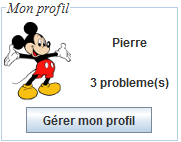 Mon profil
Pierre
3 probleme(s)
Gérer mon profil